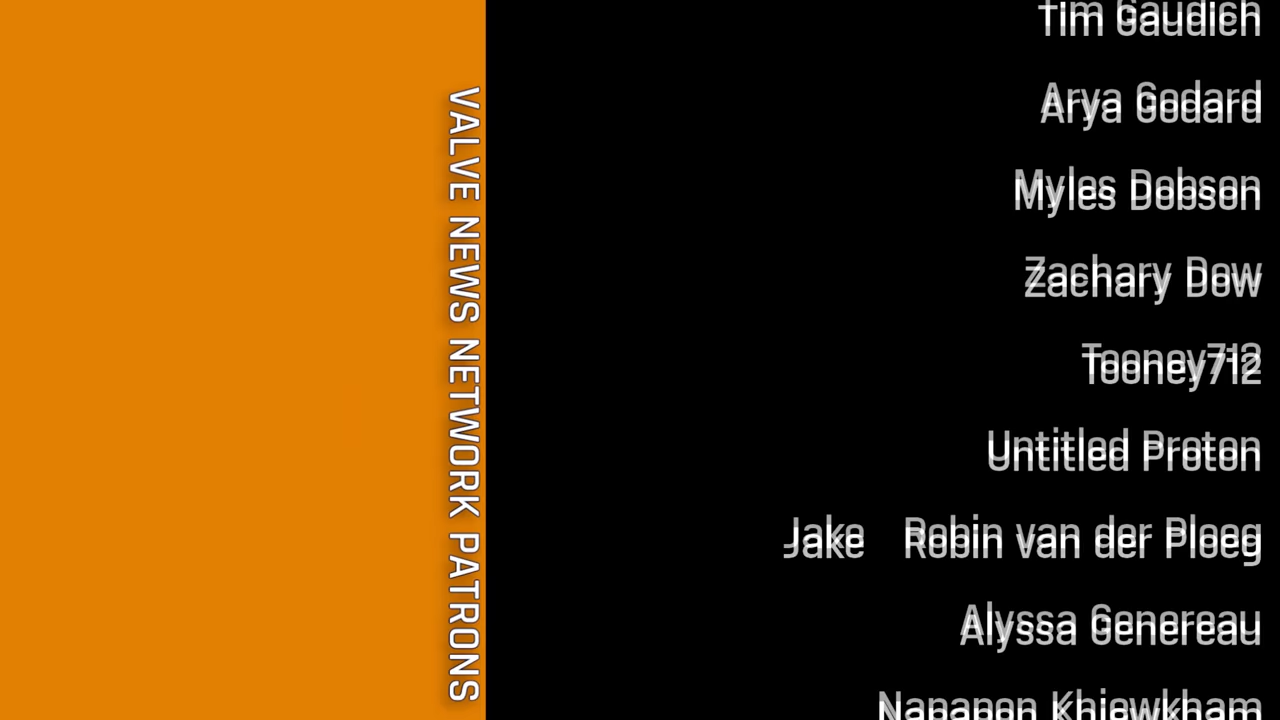 VALVE NEWS NETWORK PATRONS
Tim Gaudich
Arya Godard
Myles Dobson
Zachary Dow
Tooney712
Untitled Proton
Jake Robin van der Ploeg
Alyssa Genereau
Napanon Khiewkham